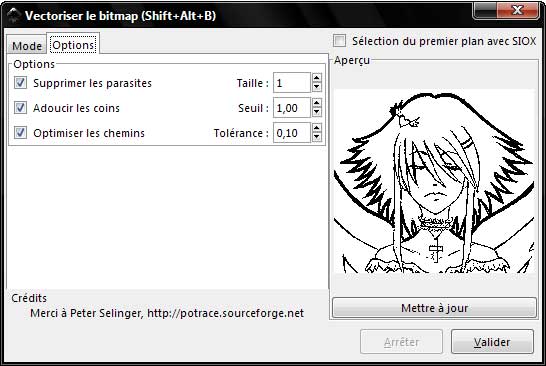 Vectoriser le bitmap (Shift+Alt+B)
Mode
Options
Sélection du premier plan avec SIOX
Options
Supprimer les parasites
Taille :
1
Adoucir les coins
Seuil :
1,00
Optimiser les chemins
Tolérance :
0,10
Aperçu
Mettre à jour
Crédits
Merci à Peter Selinger, http://potrace.sourceforge.net
Arrêter
Valider